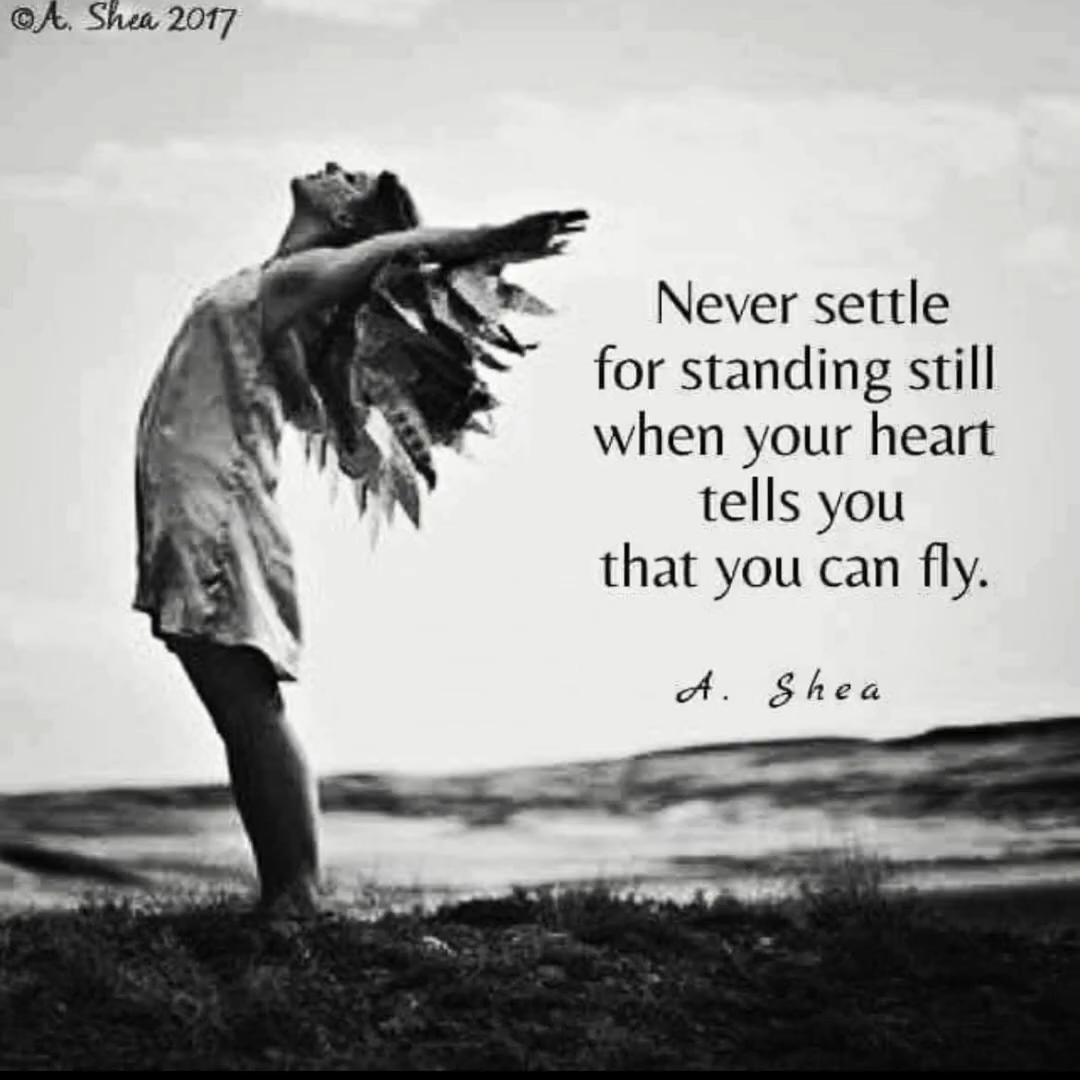 ©A. Shea 2017
Never settle
for standing still
when your heart
tells you
that you can fly.
A. Shea